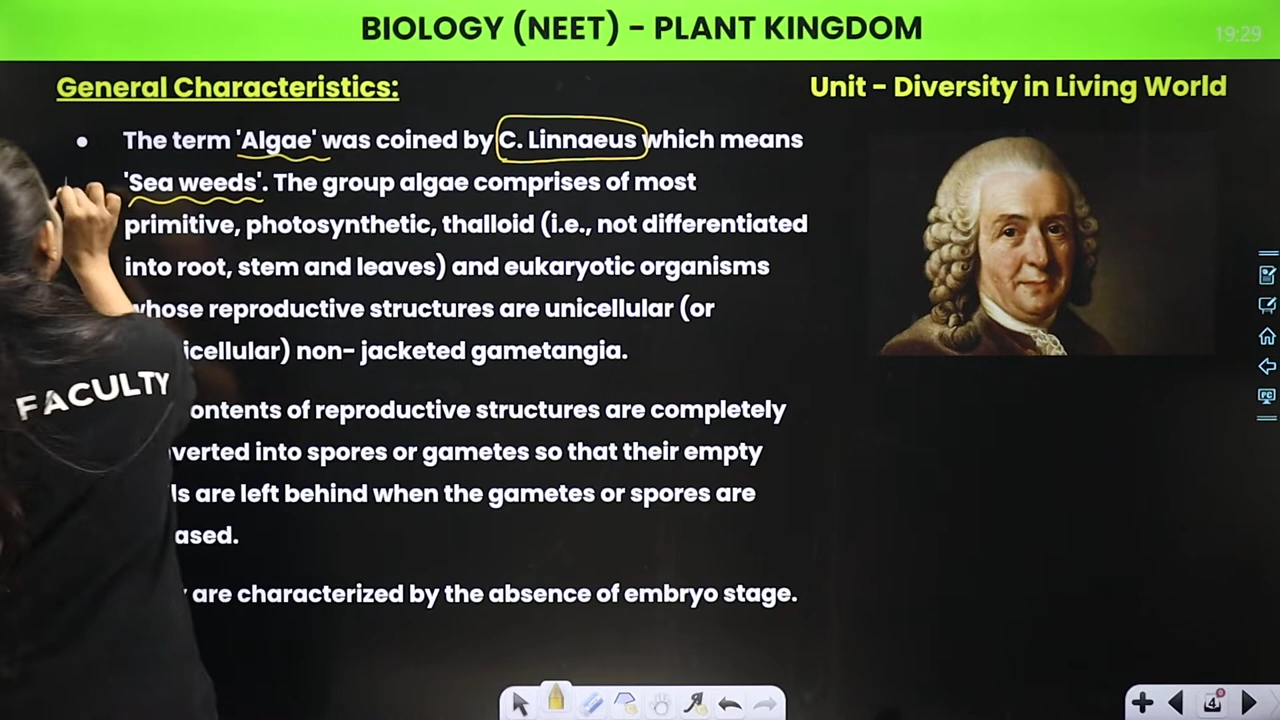 BIOLOGY (NEET) - PLANT KINGDOM
19:29
General Characteristics:
Unit - Diversity in Living World
• The term 'Algae' was coined by C. Linnaeus which means
'Sea weeds'. The group algae comprises of most
primitive, photosynthetic, thalloid (i.e., not differentiated
into root, stem and leaves) and eukaryotic organisms
whose reproductive structures are unicellular (or
icellular) non- jacketed gametangia.
ontents of reproductive structures are completely
verted into spores or gametes so that their empty
ls are left behind when the gametes or spores are
ased.
are characterized by the absence of embryo stage.
FACULTY
PC
4